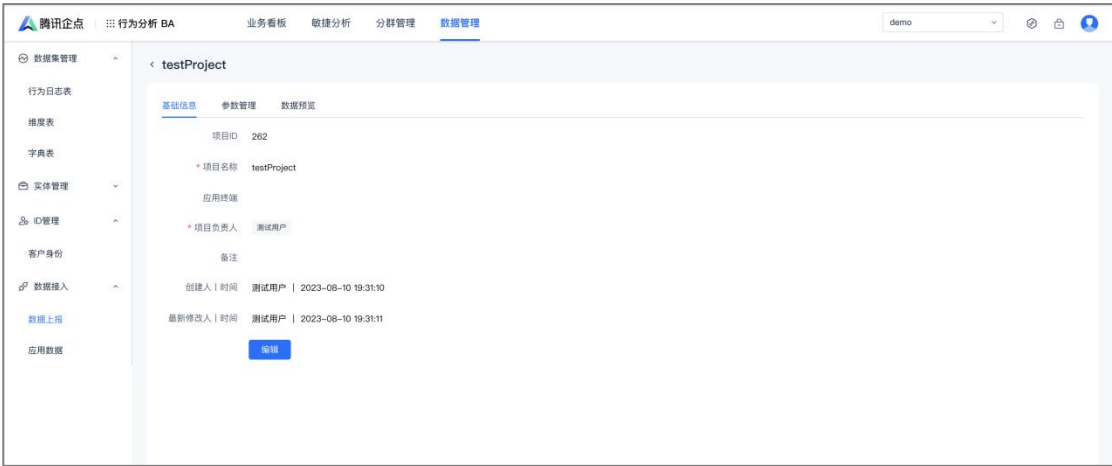 腾讯企点 行为分析 BA 业务看板 敏捷分析 分群管理 数据管理 demo
数据集管理
行为日志表
维度表
字典表
实体管理
ID管理
客户身份
数据接入
数据上报
应用数据
testProject
基础信息 参数管理 数据预览
项目ID 262
* 项目名称 testProject
应用终端
* 项目负责人 测试用户
备注
创建人 | 时间 测试用户 | 2023-08-10 19:31:10
最新修改人 | 时间 测试用户 | 2023-08-10 19:31:11
编辑